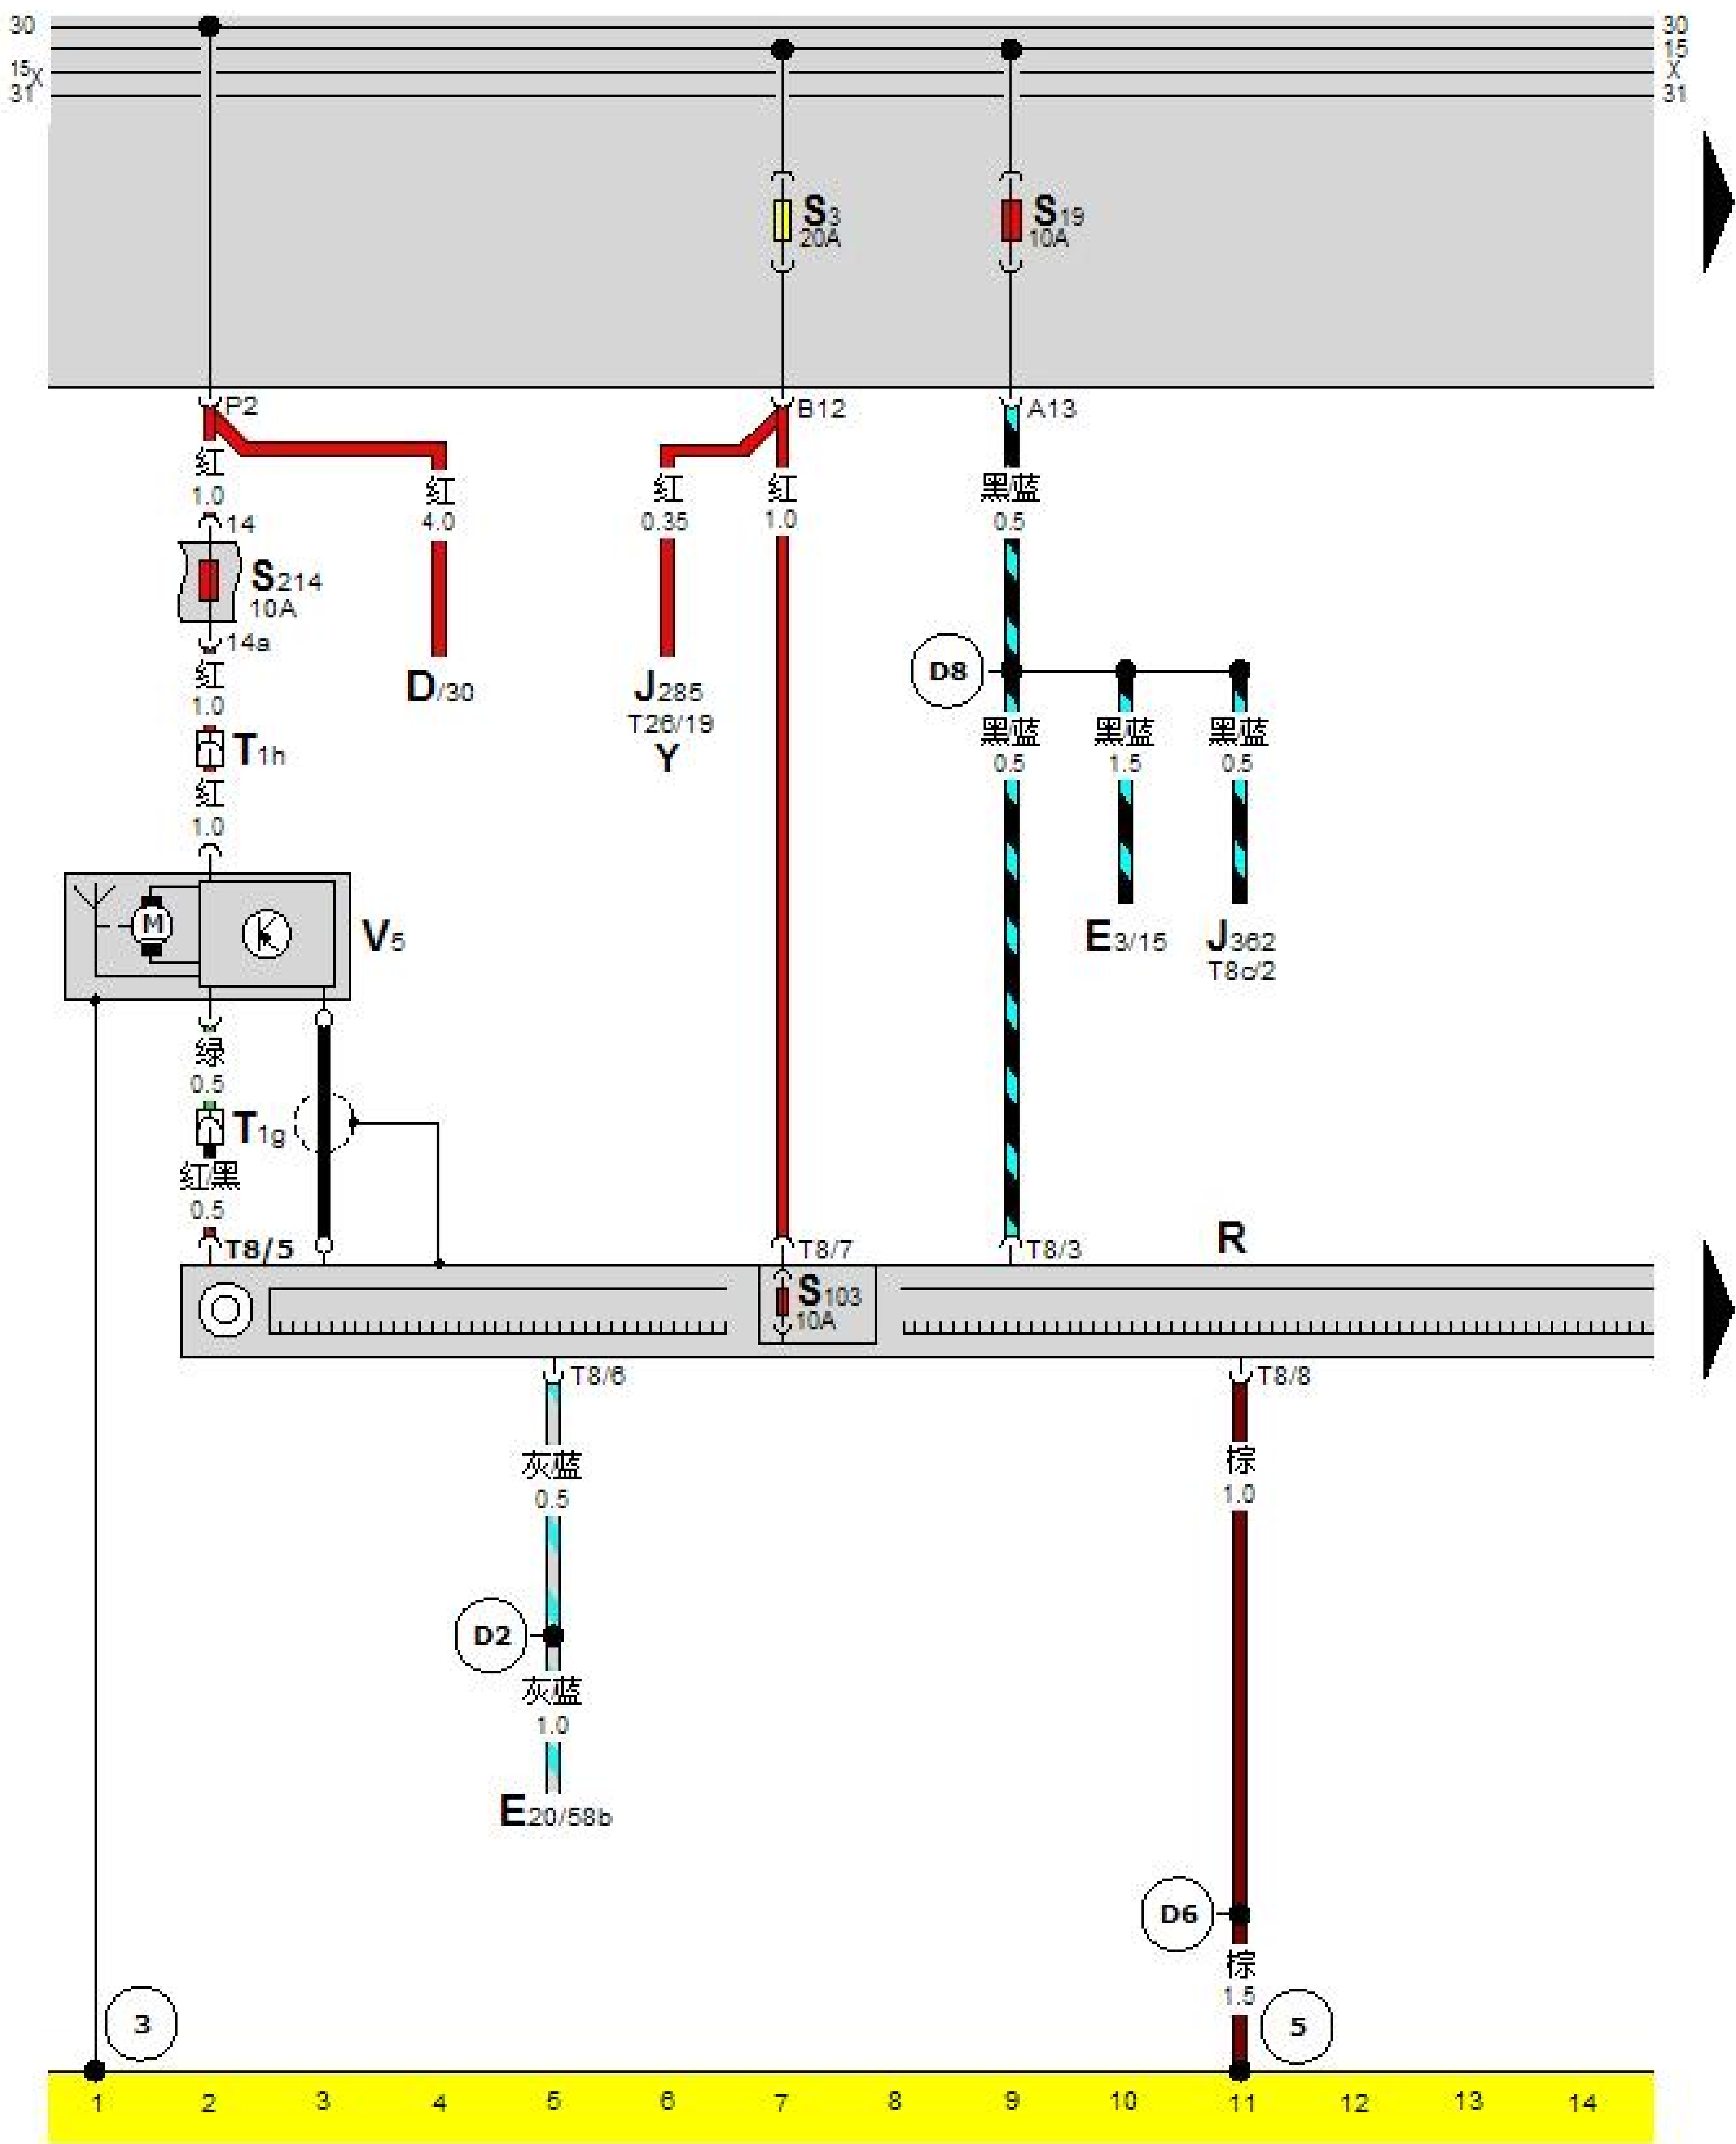 30
30
15
15
X
X
31
31
S3
20A
S19
10A
P2
B12
A13
红
1.0
红
4.0
红
0.35
红
1.0
黑/蓝
0.5
14
S214
10A
14a
红
1.0
D/30
J285
T26/19
Y
D8
黑/蓝
0.5
黑/蓝
1.5
黑/蓝
0.5
T1h
红
1.0
E3/15
J362
T8c/2
M
V5
绿
0.5
T1g
红/黑
0.5
T8/5
T8/7
T8/3
R
S103
10A
T8/6
T8/8
灰/蓝
0.5
棕
1.0
D2
灰/蓝
1.0
E20/58b
D6
棕
1.5
3
5
1 2 3 4 5 6 7 8 9 10 11 12 13 14